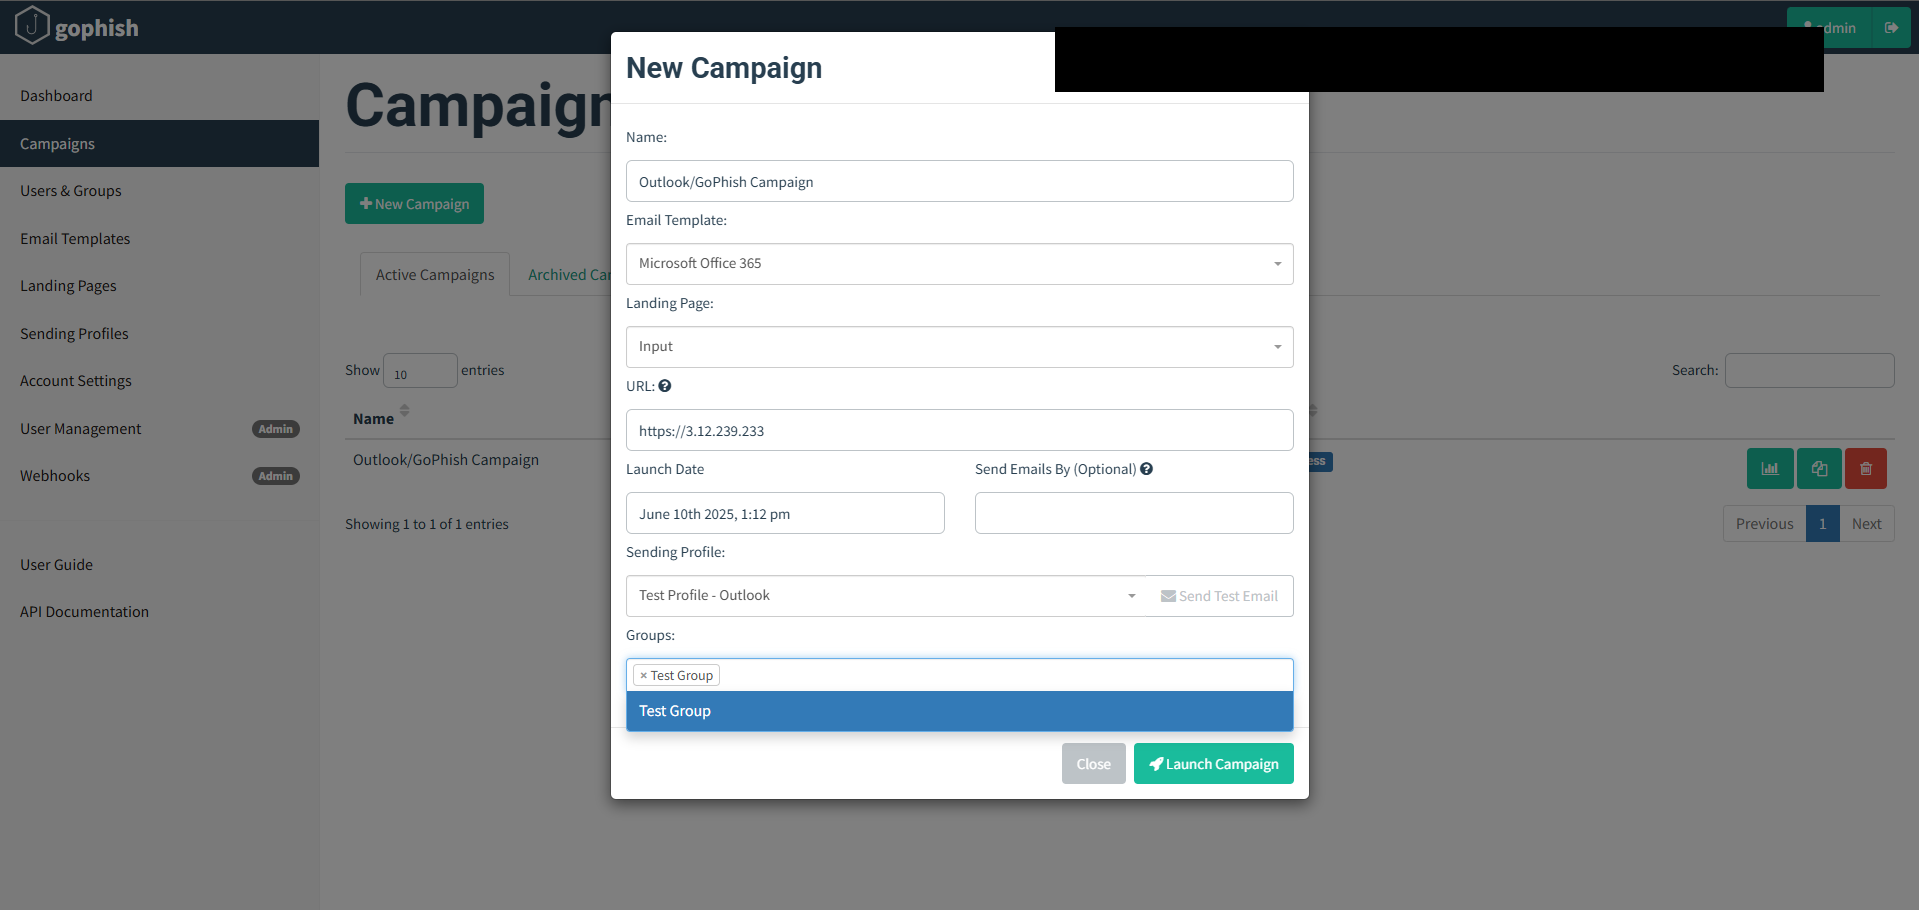 gophish
admin
New Campaign
Dashboard
Campaigns
Users & Groups
Email Templates
Landing Pages
Sending Profiles
Account Settings
User Management Admin
Webhooks Admin
User Guide
API Documentation
Campaign
New Campaign
Active Campaigns Archived Ca
Show 10 entries
Search:
Name
Outlook/GoPhish Campaign
ess
Showing 1 to 1 of 1 entries
Previous 1 Next
Name:
Outlook/GoPhish Campaign
Email Template:
Microsoft Office 365
Landing Page:
Input
URL:
https://3.12.239.233
Launch Date Send Emails By (Optional)
June 10th 2025, 1:12 pm
Sending Profile:
Test Profile - Outlook Send Test Email
Groups:
× Test Group
Test Group
Close Launch Campaign